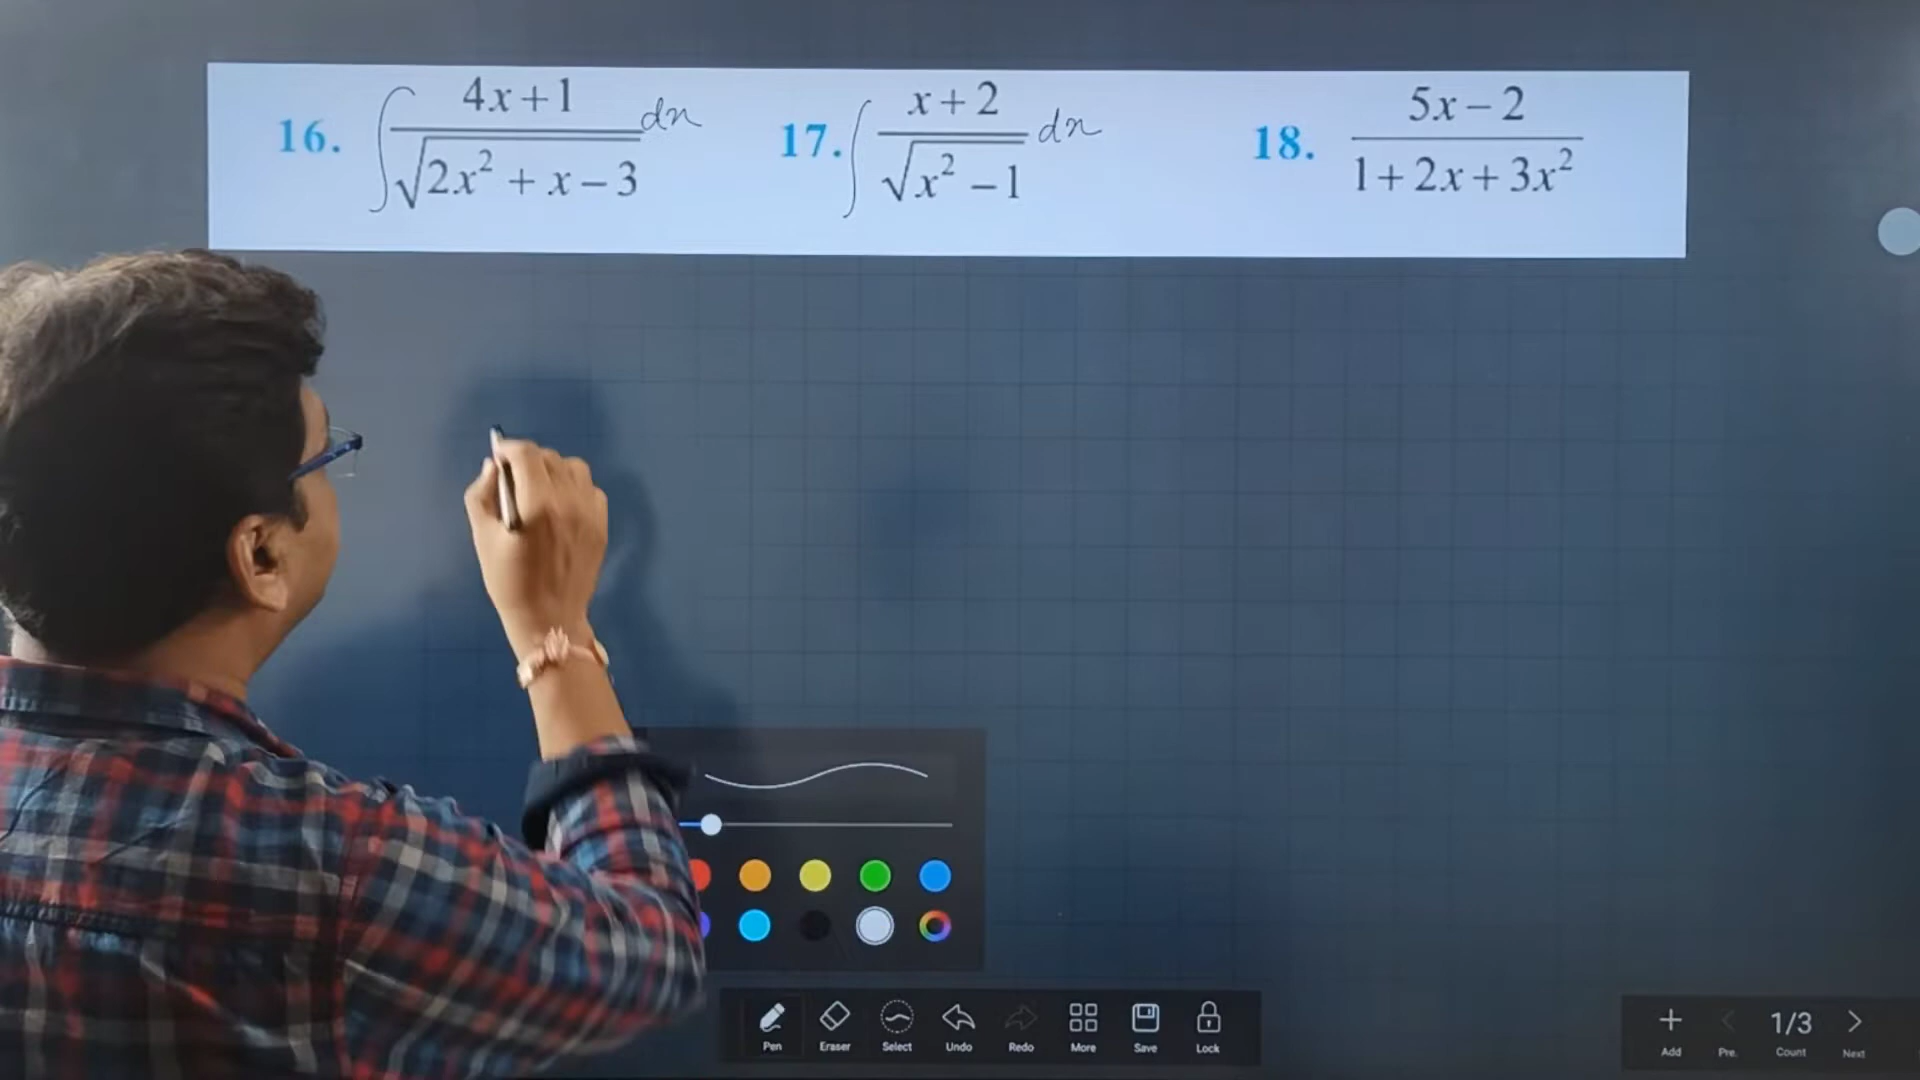 16. ∫ (4x+1)/√(2x² + x – 3) dx 17. ∫ (x+2)/√(x² – 1) dx 18. (5x – 2)/(1+2x+3x²)
Pen Eraser Select Undo Redo More Save Lock
Add Pre. 1/3 Count Next